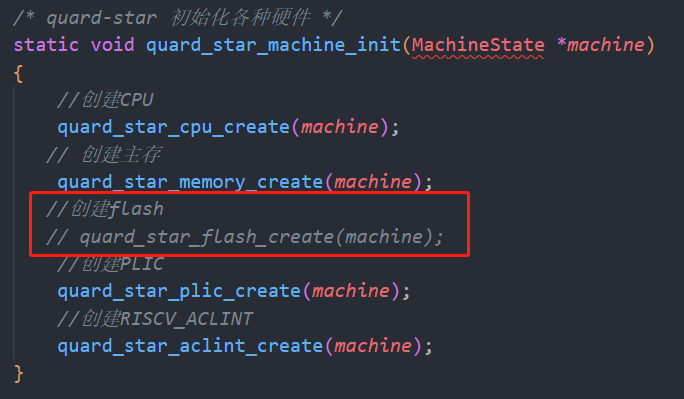 /* quard-star 初始化各种硬件 */
static void quard_star_machine_init(MachineState *machine)
{
//创建CPU
quard_star_cpu_create(machine);
// 创建主存
quard_star_memory_create(machine);
//创建flash
// quard_star_flash_create(machine);
//创建PLIC
quard_star_plic_create(machine);
//创建RISCV_ACLINT
quard_star_aclint_create(machine);
}